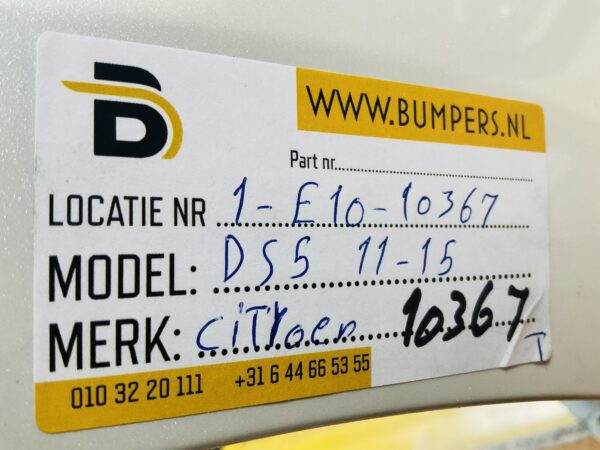 WWW.BUMPERS.NL
Part nr.
LOCATIE NR 1-E10-10367
MODEL: DS5 11-15
MERK: CiTroen 10367
T
010 32 20 111 +31 6 44 66 53 55